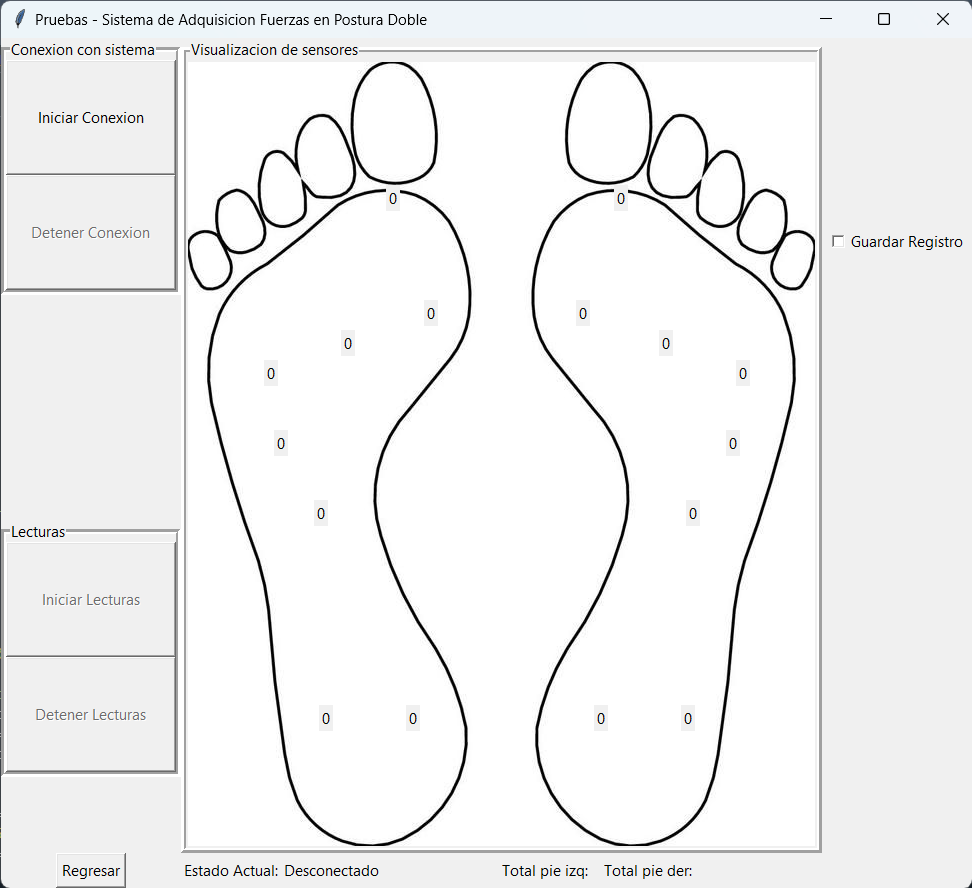 Pruebas - Sistema de Adquisicion Fuerzas en Postura Doble
Conexion con sistema
Iniciar Conexion
Detener Conexion
Lecturas
Iniciar Lecturas
Detener Lecturas
Regresar
Visualizacion de sensores
0 0
0 0
0 0
0 0
0 0
0 0
0 0 0 0
Guardar Registro
Estado Actual: Desconectado Total pie izq: Total pie der: